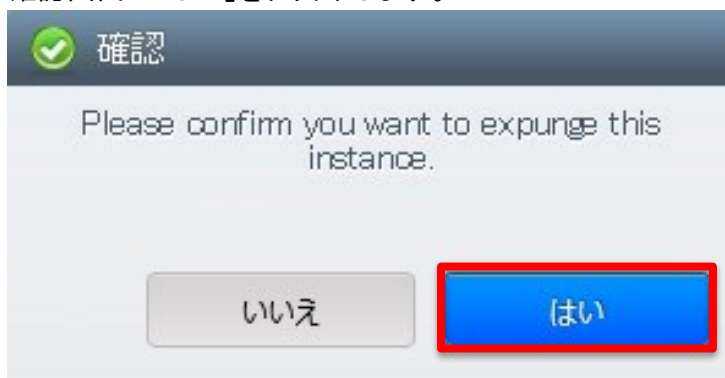 確認
Please confirm you want to expunge this
instance.
いいえ
はい